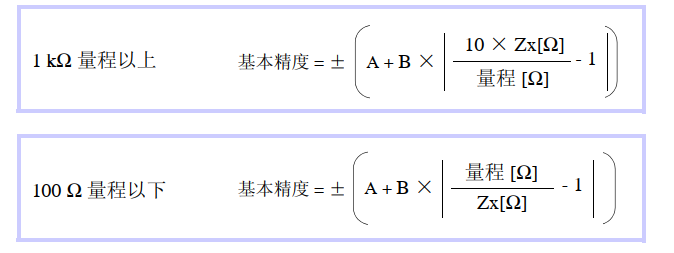 1 kΩ 量程以上 基本精度 = ± ( A + B × | 10 × Zx[Ω] / 量程 [Ω] - 1 | )
100 Ω 量程以下 基本精度 = ± ( A + B × | 量程 [Ω] / Zx[Ω] - 1 | )